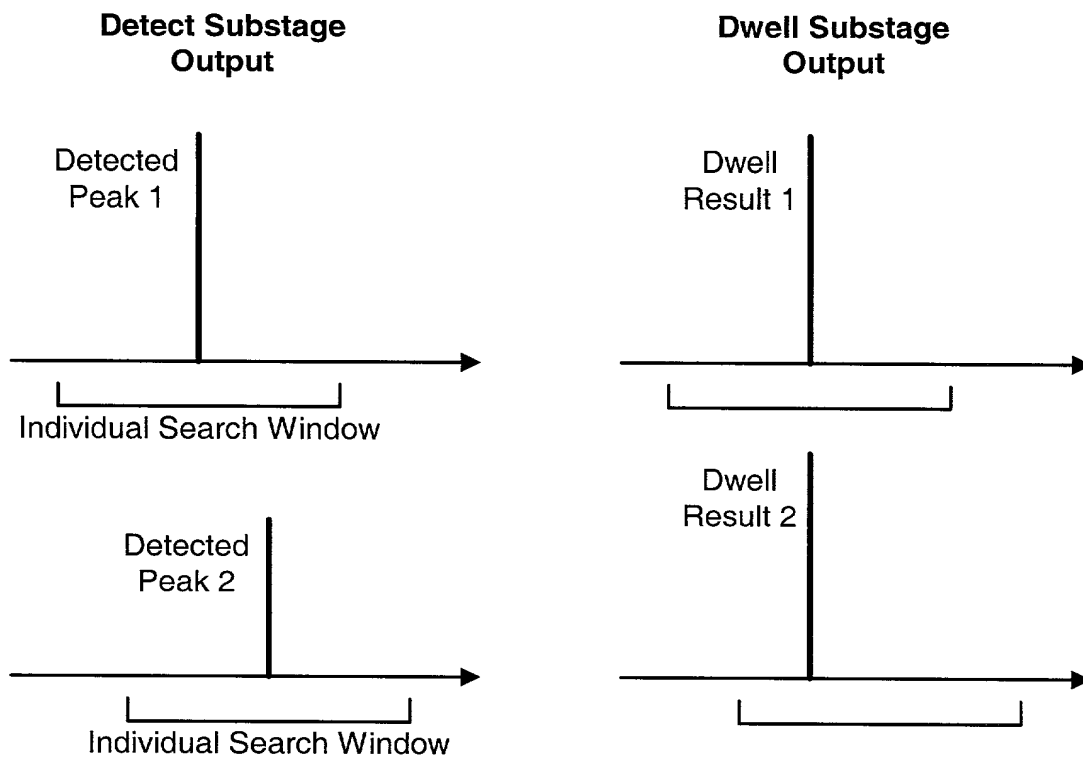 Detect Substage
Output
Dwell Substage
Output
Detected
Peak 1
Dwell
Result 1
Individual Search Window
Dwell
Result 2
Detected
Peak 2
Individual Search Window